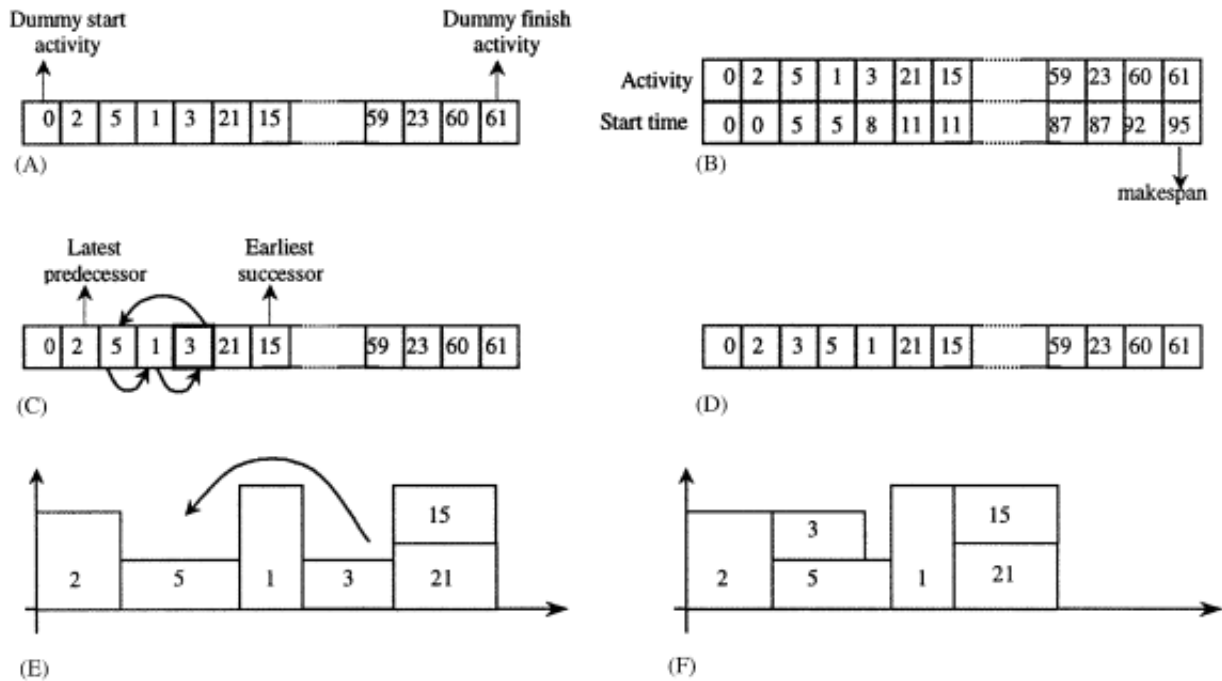 Dummy start
activity
Dummy finish
activity
0 2 5 1 3 21 15 59 23 60 61
(A)
Activity 0 2 5 1 3 21 15 59 23 60 61
Start time 0 0 5 5 8 11 11 87 87 92 95
(B)
makespan
Latest
predecessor
Earliest
successor
0 2 5 1 3 21 15 59 23 60 61
(C)
0 2 3 5 1 21 15 59 23 60 61
(D)
15
2 5 1 3 21
(E)
3 15
2 5 1 21
(F)